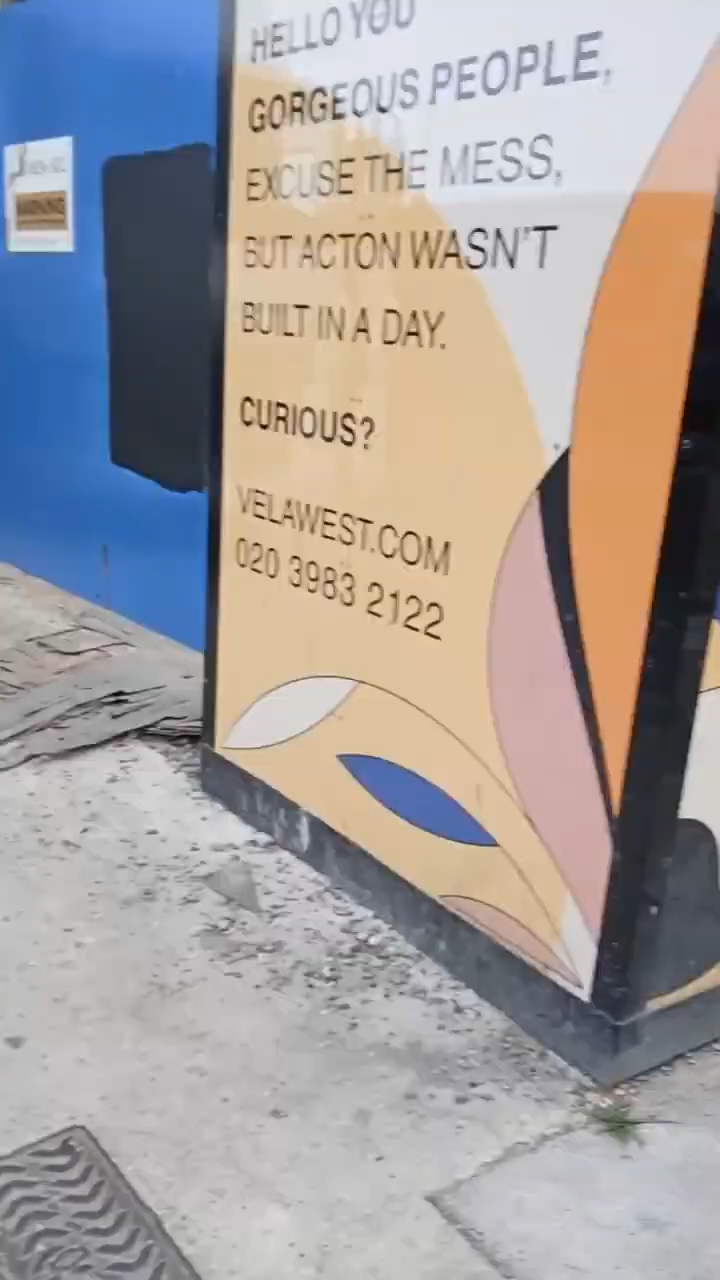 HELLO YOU
GORGEOUS PEOPLE,
EXCUSE THE MESS,
BUT ACTON WASN'T
BUILT IN A DAY.
CURIOUS?
VELAWEST.COM
020 3983 2122
WARNING